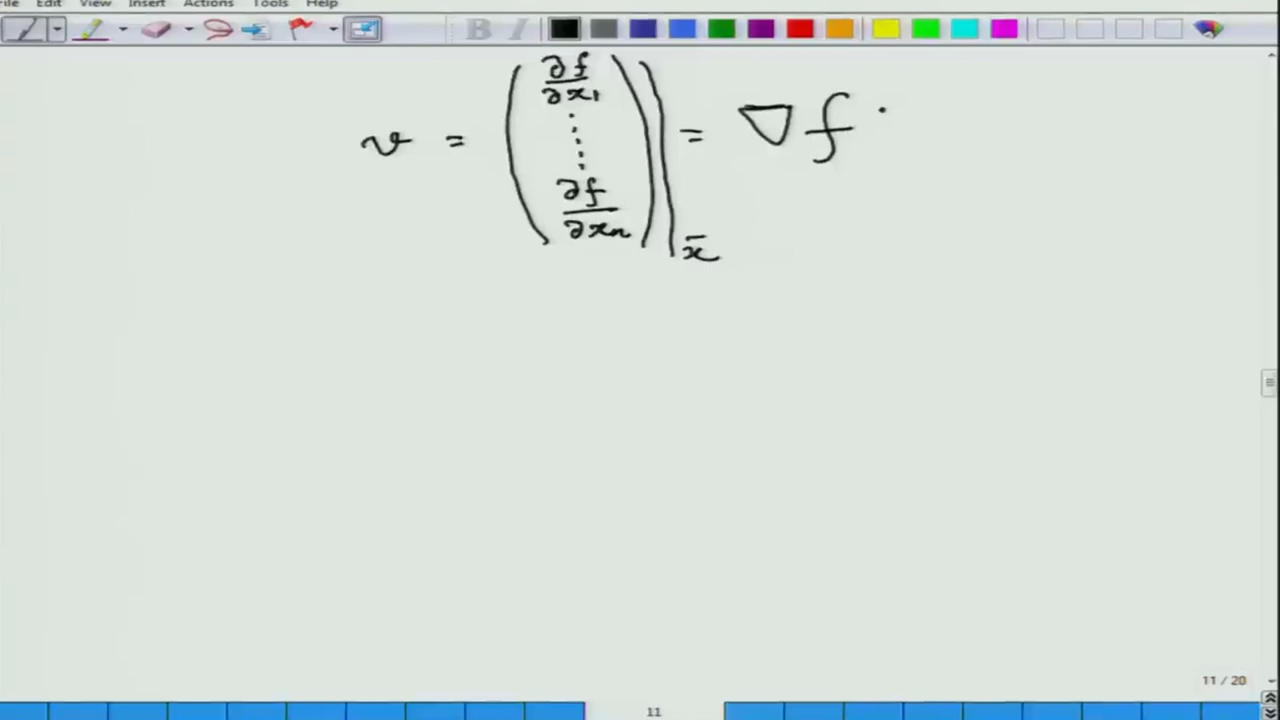 File Edit View Insert Actions Tools Help
B I
v = ( ∂f/∂x₁ ⋮ ∂f/∂xₙ ) |x̄ = ∇f
11 / 20
11